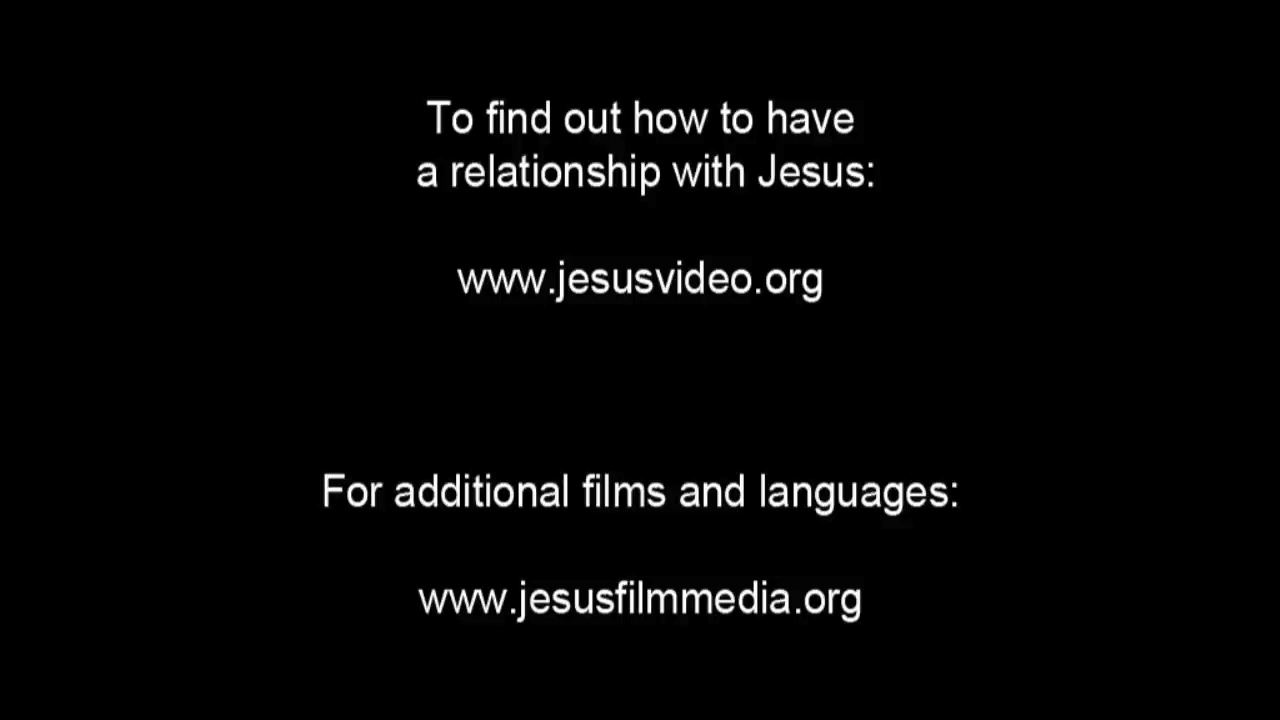 To find out how to have
a relationship with Jesus:
www.jesusvideo.org
For additional films and languages:
www.jesusfilmmedia.org